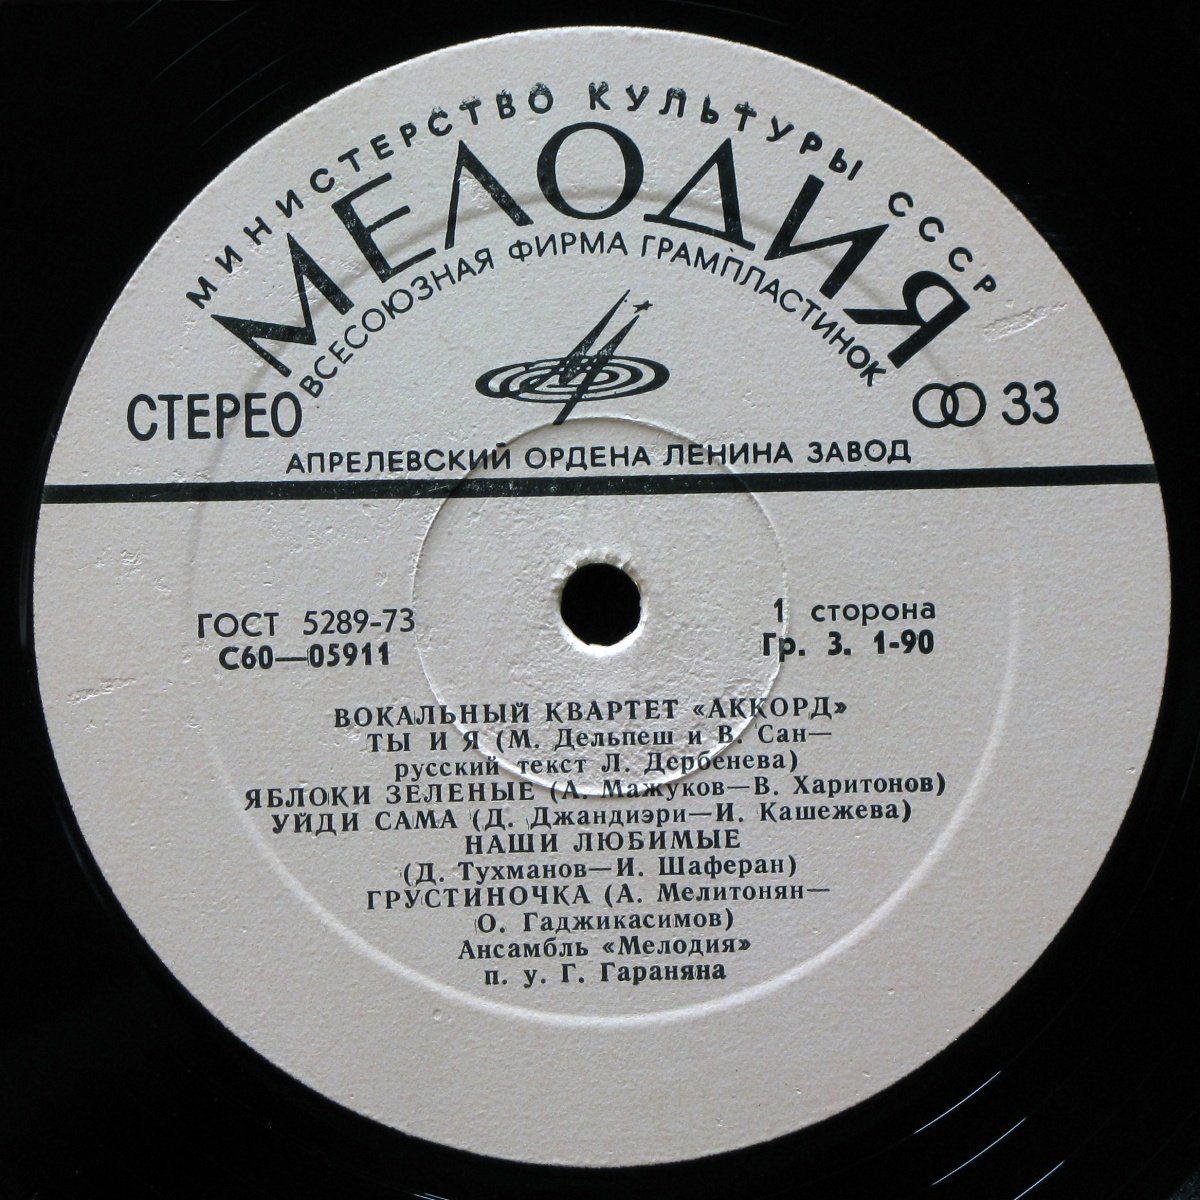 МИНИСТЕРСТВО КУЛЬТУРЫ СССР
МЕЛОДИЯ
ВСЕСОЮЗНАЯ ФИРМА ГРАМПЛАСТИНОК
СТЕРЕО
33
АПРЕЛЕВСКИЙ ОРДЕНА ЛЕНИНА ЗАВОД
ГОСТ 5289-73
С60—05911
1 сторона
Гр. 3. 1-90
ВОКАЛЬНЫЙ КВАРТЕТ «АККОРД»
ТЫ И Я (М. Дельпеш и В. Сан—
русский текст Л. Дербенева)
ЯБЛОКИ ЗЕЛЕНЫЕ (А. Мажуков—В. Харитонов)
УЙДИ САМА (Д. Джандиэри—И. Кашежева)
НАШИ ЛЮБИМЫЕ
(Д. Тухманов—И. Шаферан)
ГРУСТИНОЧКА (А. Мелитонян—
О. Гаджикасимов)
Ансамбль «Мелодия»
п. у. Г. Гараняна